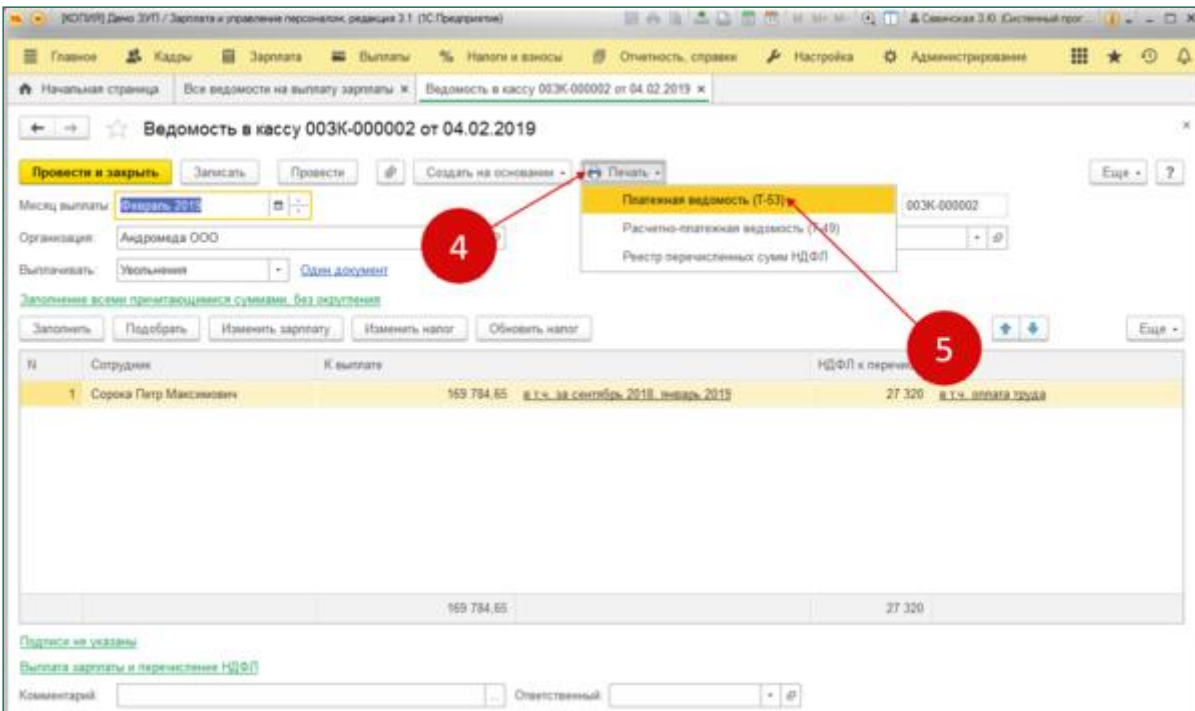 [КОПИЯ] Демо ЗУП / Зарплата и управление персоналом, редакция 3.1 (1С:Предприятие)
M M+ M-
Савинская З.Ю. (Системный прог...
Главное Кадры Зарплата Выплаты % Налоги и взносы Отчетность, справки Настройка Администрирование
Начальная страница Все ведомости на выплату зарплаты × Ведомость в кассу 003К-000002 от 04.02.2019 ×
Ведомость в кассу 003К-000002 от 04.02.2019
Провести и закрыть Записать Провести Создать на основании Печать Еще ?
Месяц выплаты: Февраль 2019 003К-000002
Платежная ведомость (Т-53)
Расчетно-платежная ведомость (Т-49)
Реестр перечисленных сумм НДФЛ
4
5
Организация: Андромеда ООО
Выплачивать: Увольнения Один документ
Заполнение всеми причитающимися суммами, без округления
Заполнить Подобрать Изменить зарплату Изменить налог Обновить налог Еще
N Сотрудник К выплате НДФЛ к
1 Сорока Петр Максимович 169 784,65 в т.ч. за сентябрь 2018, январь 2019 27 320 в т.ч. оплата труда
169 784,65 27 320
Подписи не указаны
Выплата зарплаты и перечисление НДФЛ
Комментарий: Ответственный: